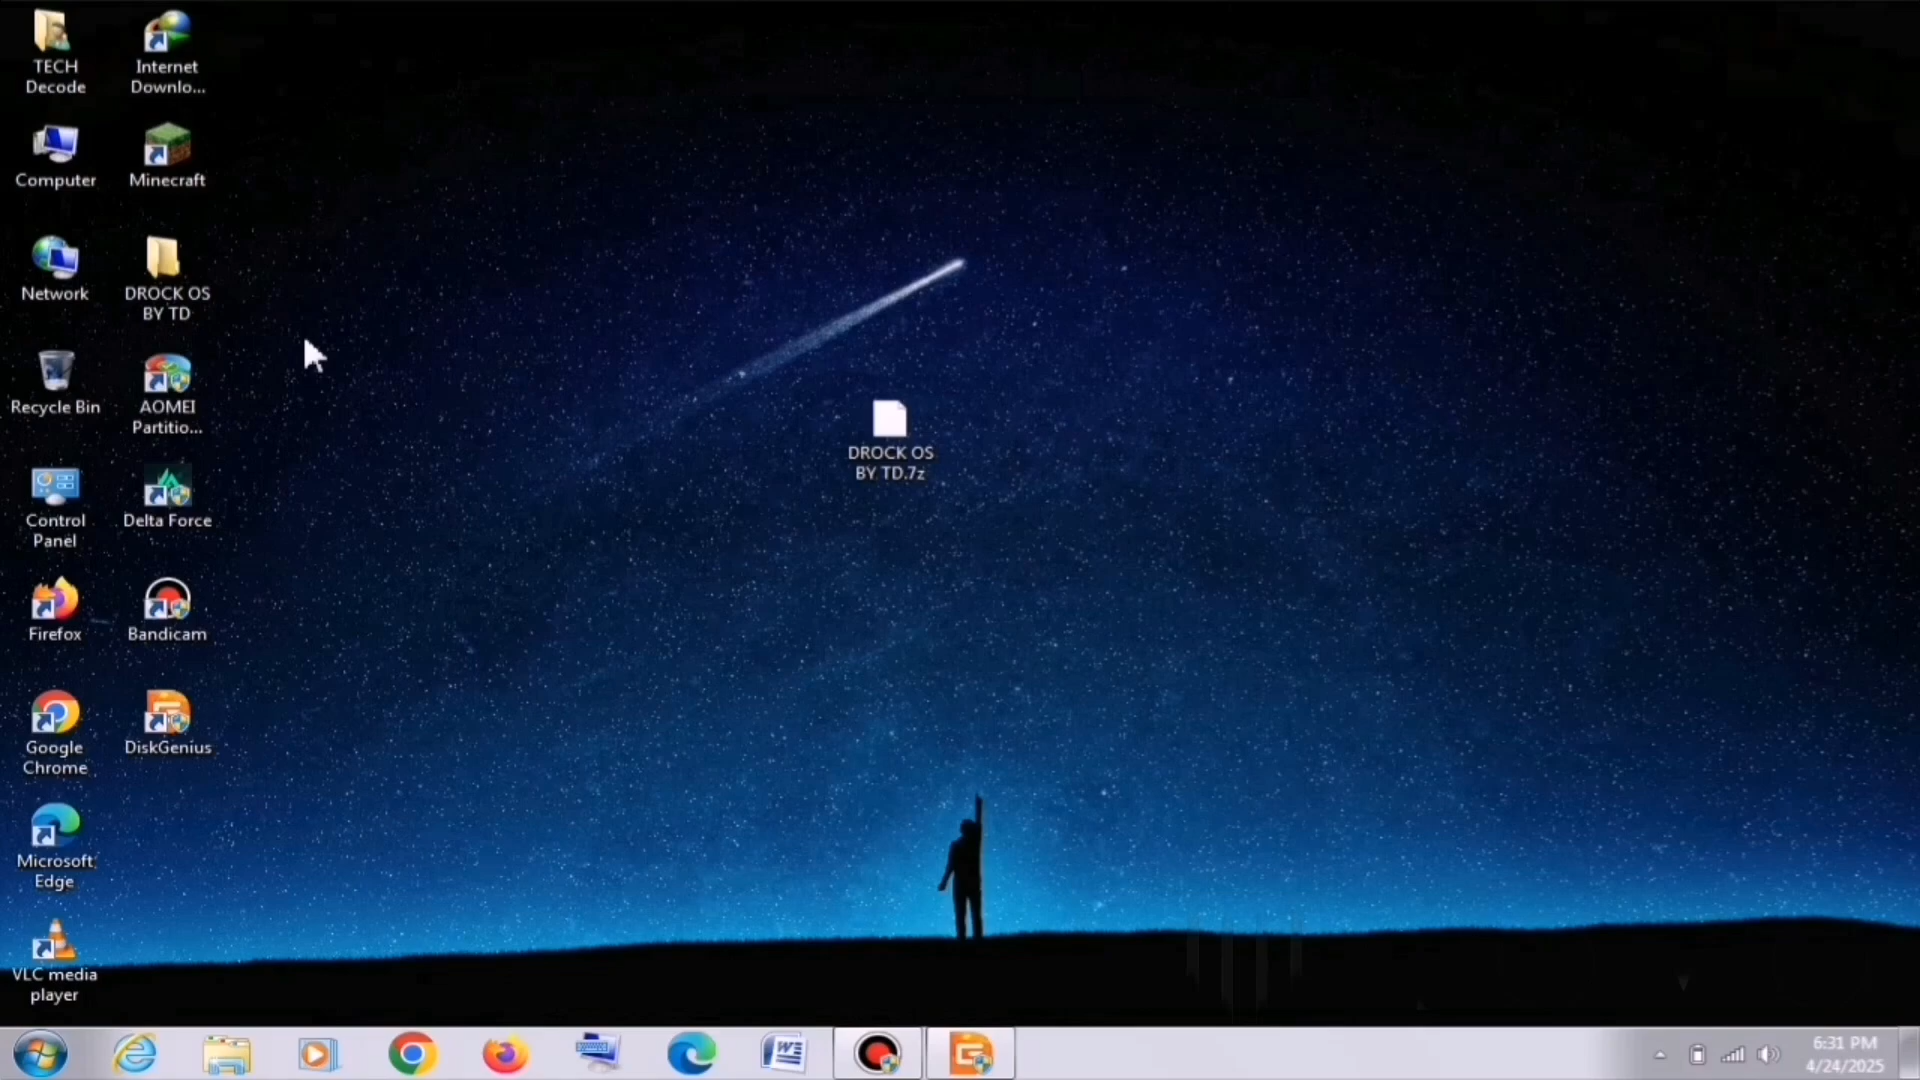 TECH
Decode
Internet
Downlo...
Computer
Minecraft
Network
DROCK OS
BY TD
Recycle Bin
AOMEI
Partitio...
Control
Panel
Delta Force
Firefox
Bandicam
Google
Chrome
DiskGenius
Microsoft
Edge
VLC media
player
DROCK OS
BY TD.7z
6:31 PM
4/24/2025